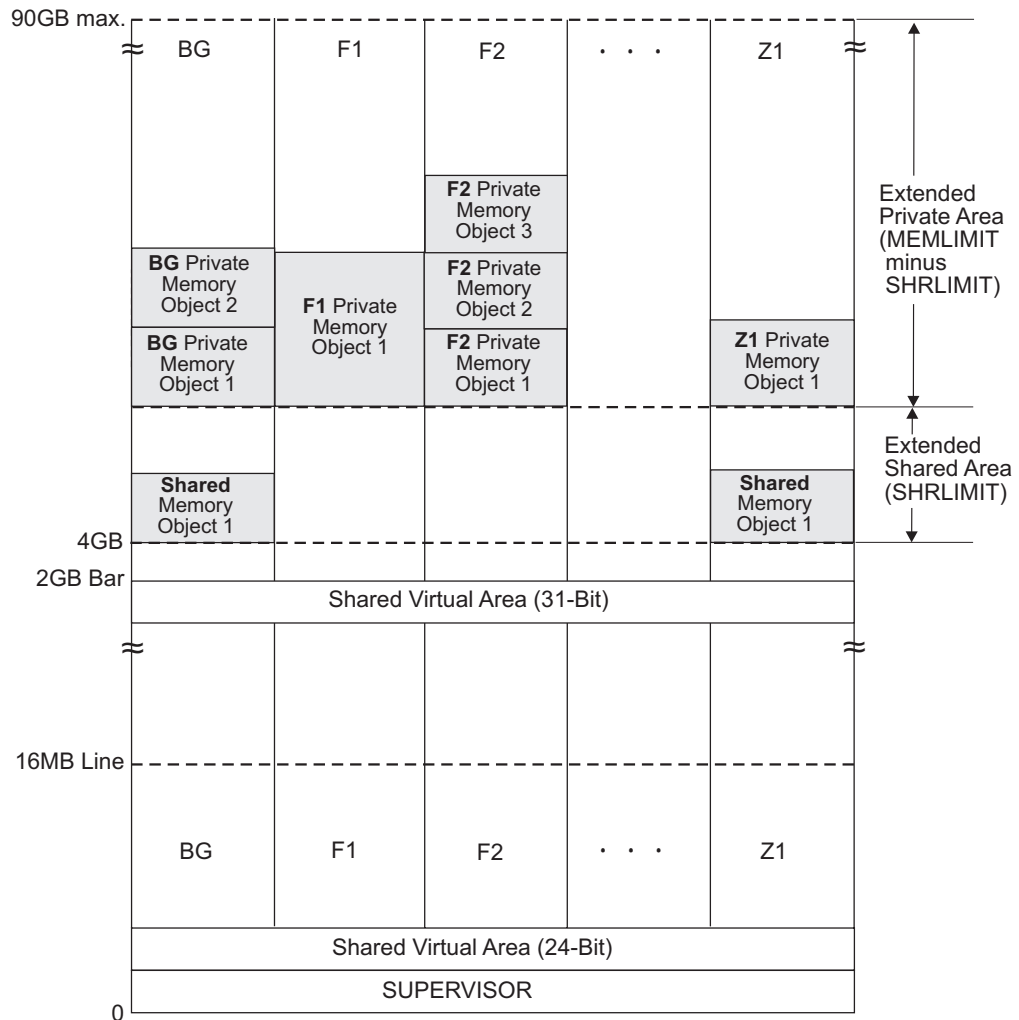 90GB max.
BG F1 F2 . . . Z1
F2 Private
Memory
Object 3
Extended
Private Area
(MEMLIMIT
minus
SHRLIMIT)
BG Private
Memory
Object 2
F1 Private
Memory
Object 1
F2 Private
Memory
Object 2
BG Private
Memory
Object 1
F2 Private
Memory
Object 1
Z1 Private
Memory
Object 1
Extended
Shared Area
(SHRLIMIT)
Shared
Memory
Object 1
Shared
Memory
Object 1
4GB
2GB Bar
Shared Virtual Area (31-Bit)
16MB Line
BG F1 F2 . . . Z1
Shared Virtual Area (24-Bit)
SUPERVISOR
0